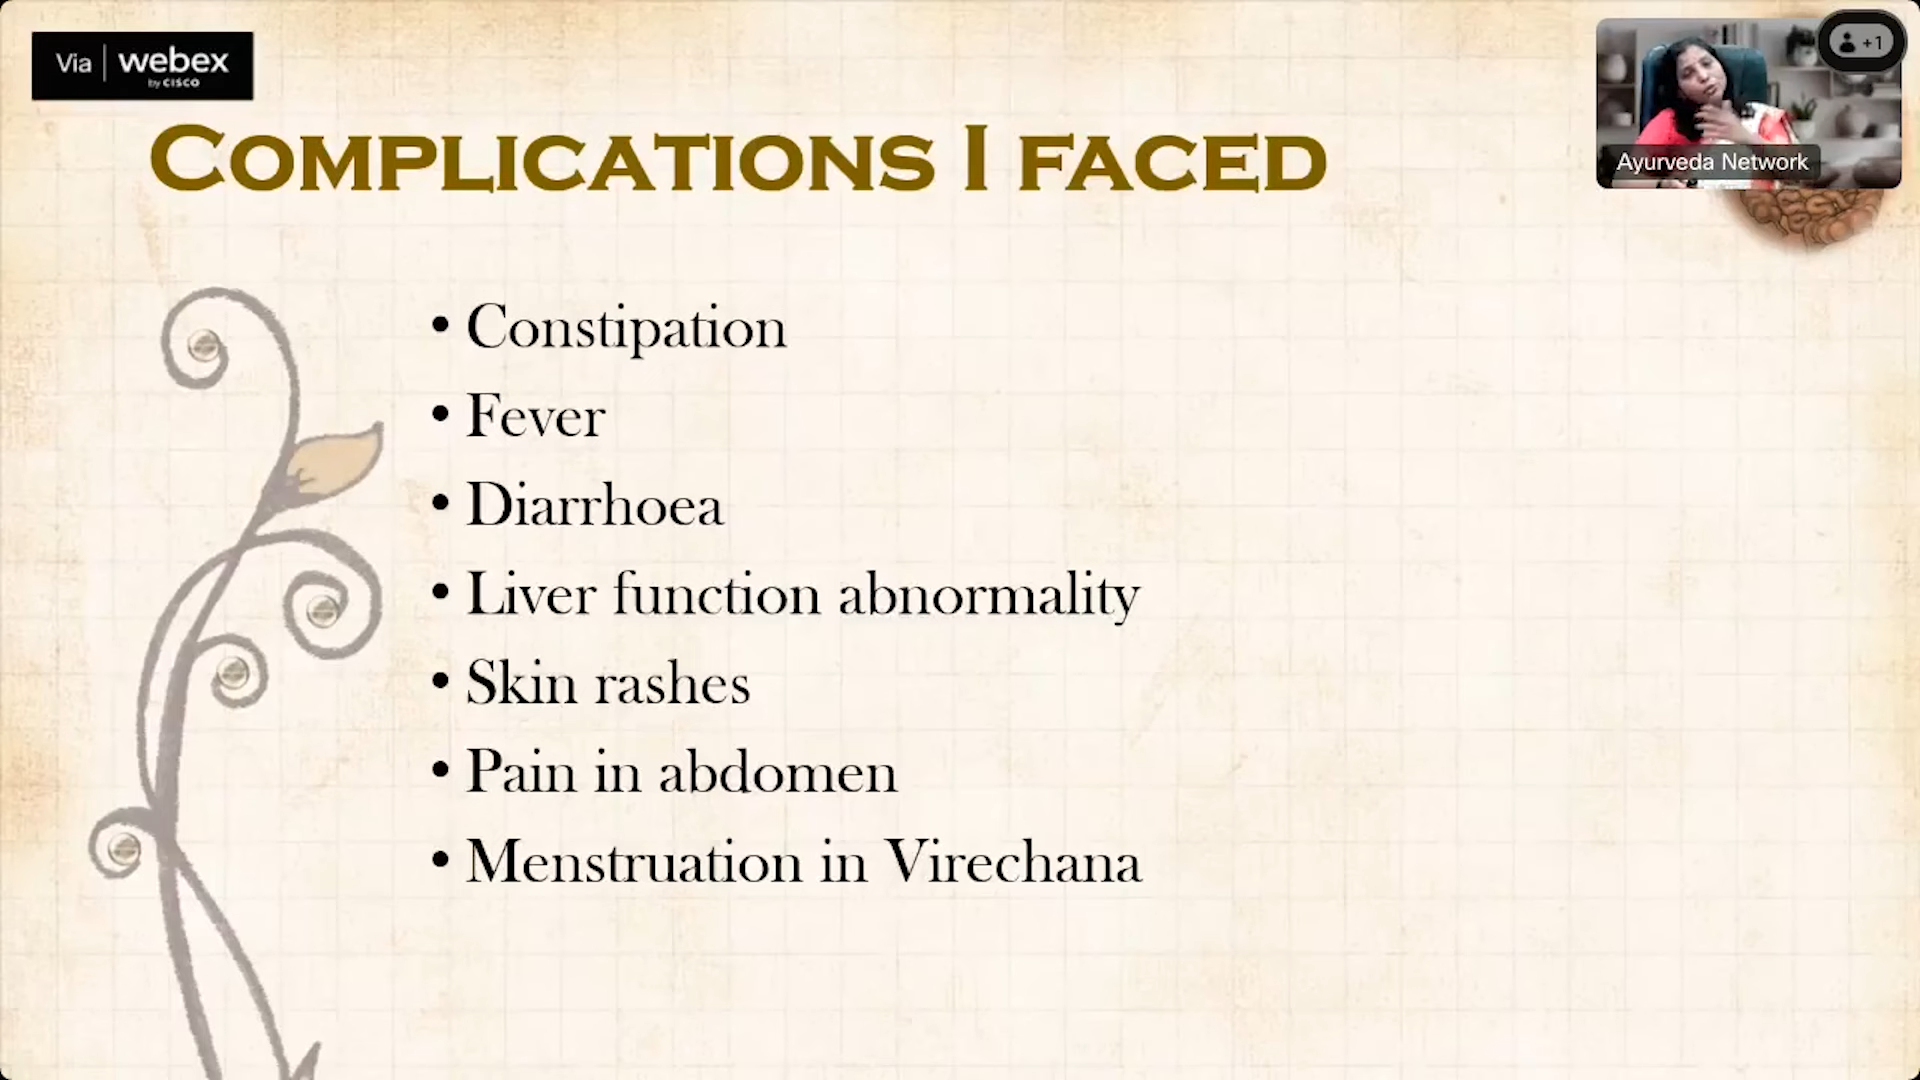 Via | webex
by CISCO
+1
Ayurveda Network
COMPLICATIONS I FACED
• Constipation
• Fever
• Diarrhoea
• Liver function abnormality
• Skin rashes
• Pain in abdomen
• Menstruation in Virechana